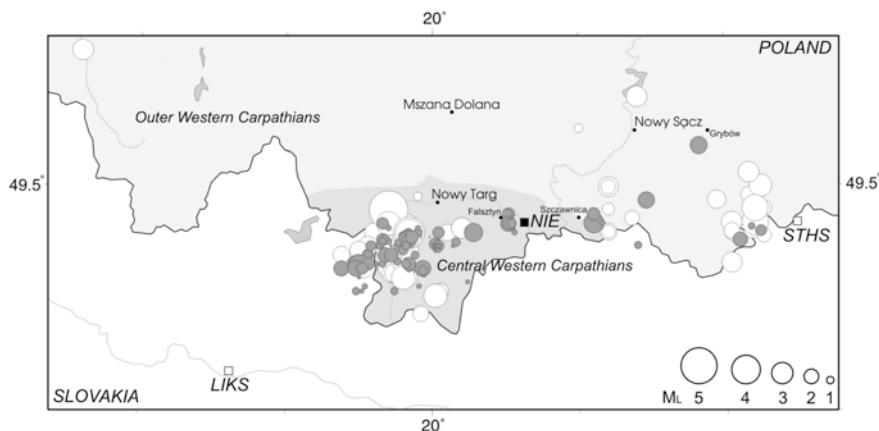 20°
POLAND
Outer Western Carpathians
Mszana Dolana
Nowy Sącz
Grybów
49.5°
49.5°
Nowy Targ
Falsztyn
Szczawnica
NIE
STHS
Central Western Carpathians
LIKS
SLOVAKIA
ML 5 4 3 2 1
20°